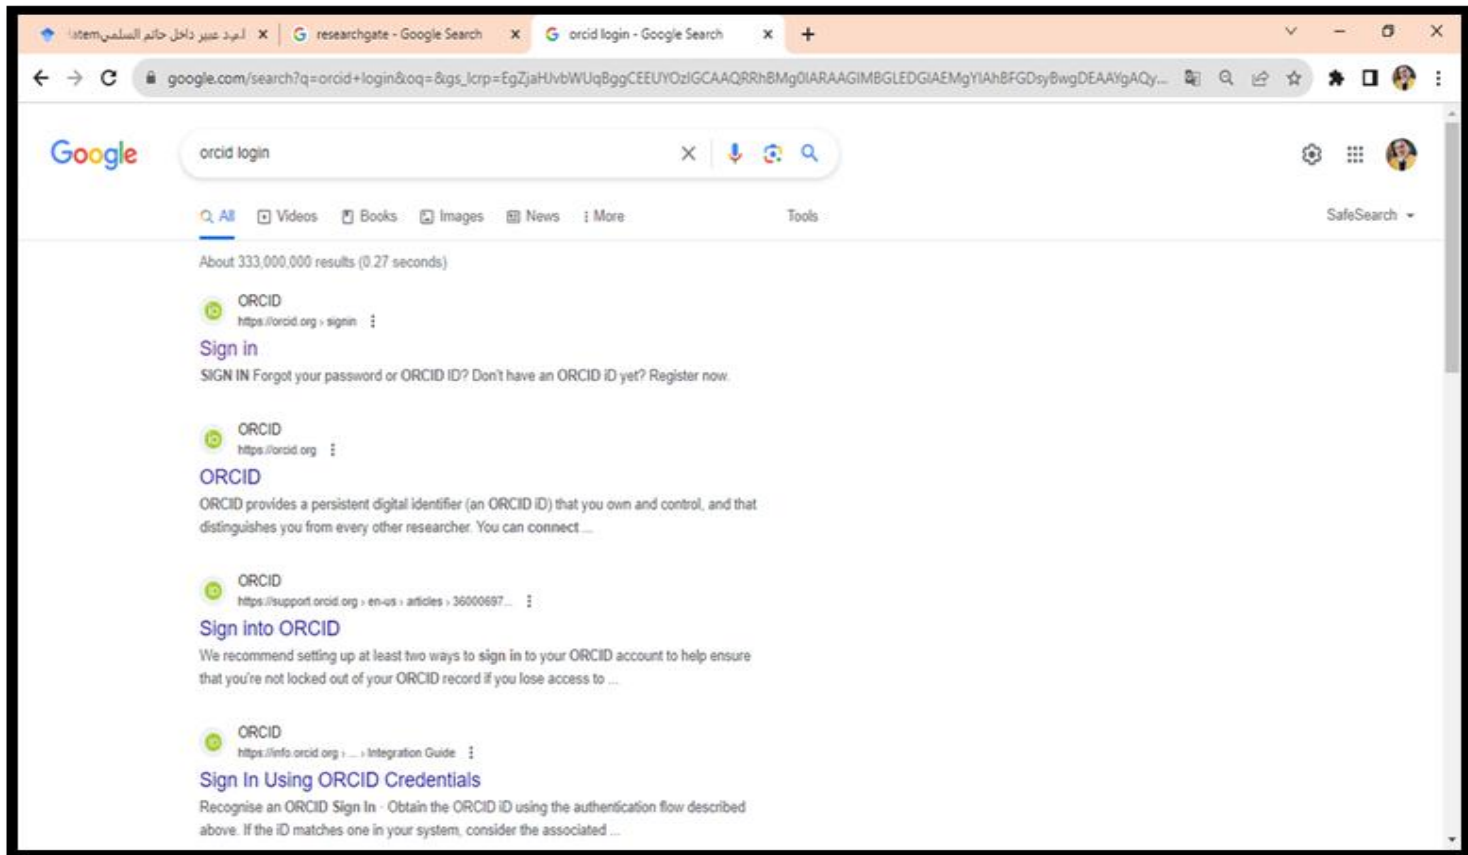 ا.م.د عبير داخل حاتم السلمي
researchgate - Google Search
orcid login - Google Search
google.com/search?q=orcid+login&oq=&gs_lcrp=
Google
orcid login
All Videos Books Images News More Tools SafeSearch
About 333,000,000 results (0.27 seconds)
ORCID
https://orcid.org › signin
Sign in
SIGN IN Forgot your password or ORCID ID? Don't have an ORCID iD yet? Register now.
ORCID
https://orcid.org
ORCID
ORCID provides a persistent digital identifier (an ORCID iD) that you own and control, and that
distinguishes you from every other researcher. You can connect ...
ORCID
https://support.orcid.org › en-us › articles › 36000697...
Sign into ORCID
We recommend setting up at least two ways to sign in to your ORCID account to help ensure
that you're not locked out of your ORCID record if you lose access to ...
ORCID
https://info.orcid.org › ... › Integration Guide
Sign In Using ORCID Credentials
Recognise an ORCID Sign In · Obtain the ORCID iD using the authentication flow described
above. If the iD matches one in your system, consider the associated ...